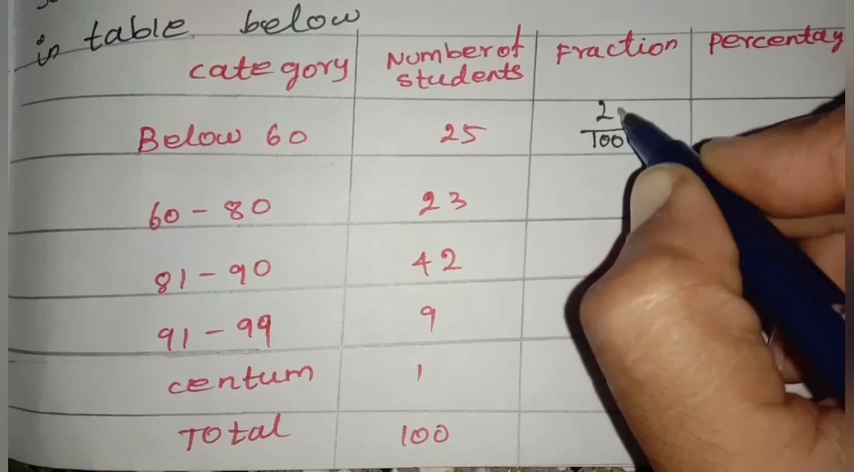 in table below
category Number of students Fraction Percentag
Below 60 25 2/100
60 - 80 23
81 - 90 42
91 - 99 9
centum 1
Total 100